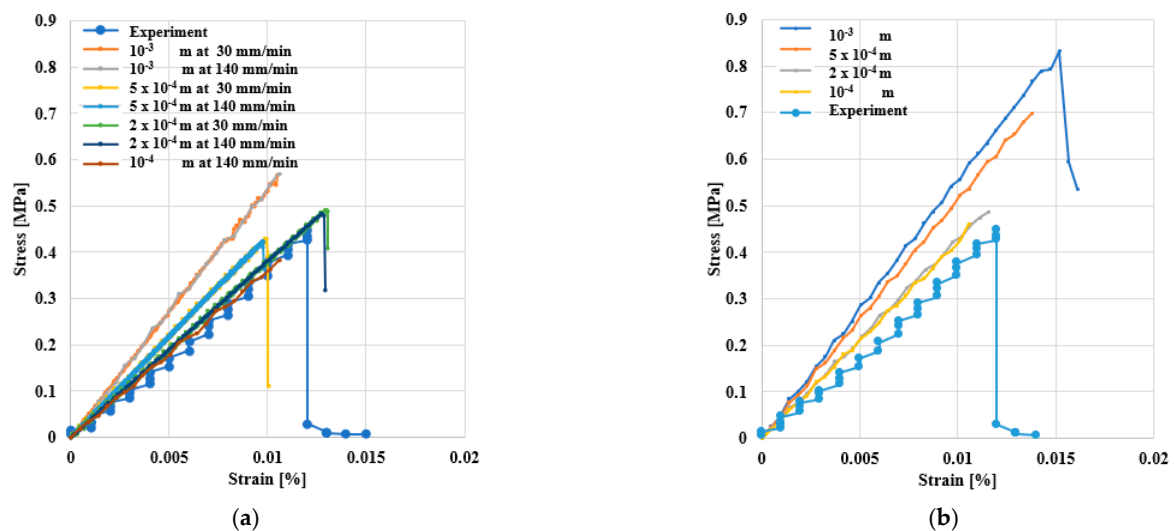 0.9
0.8
0.7
0.6
0.5
0.4
0.3
0.2
0.1
0
Stress [MPa]
Experiment
10⁻³ m at 30 mm/min
10⁻³ m at 140 mm/min
5 x 10⁻⁴ m at 30 mm/min
5 x 10⁻⁴ m at 140 mm/min
2 x 10⁻⁴ m at 30 mm/min
2 x 10⁻⁴ m at 140 mm/min
10⁻⁴ m at 140 mm/min
0 0.005 0.01 0.015 0.02
Strain [%]
(a)
0.9
0.8
0.7
0.6
0.5
0.4
0.3
0.2
0.1
0
Stress [MPa]
10⁻³ m
5 x 10⁻⁴ m
2 x 10⁻⁴ m
10⁻⁴ m
Experiment
0 0.005 0.01 0.015 0.02
Strain [%]
(b)